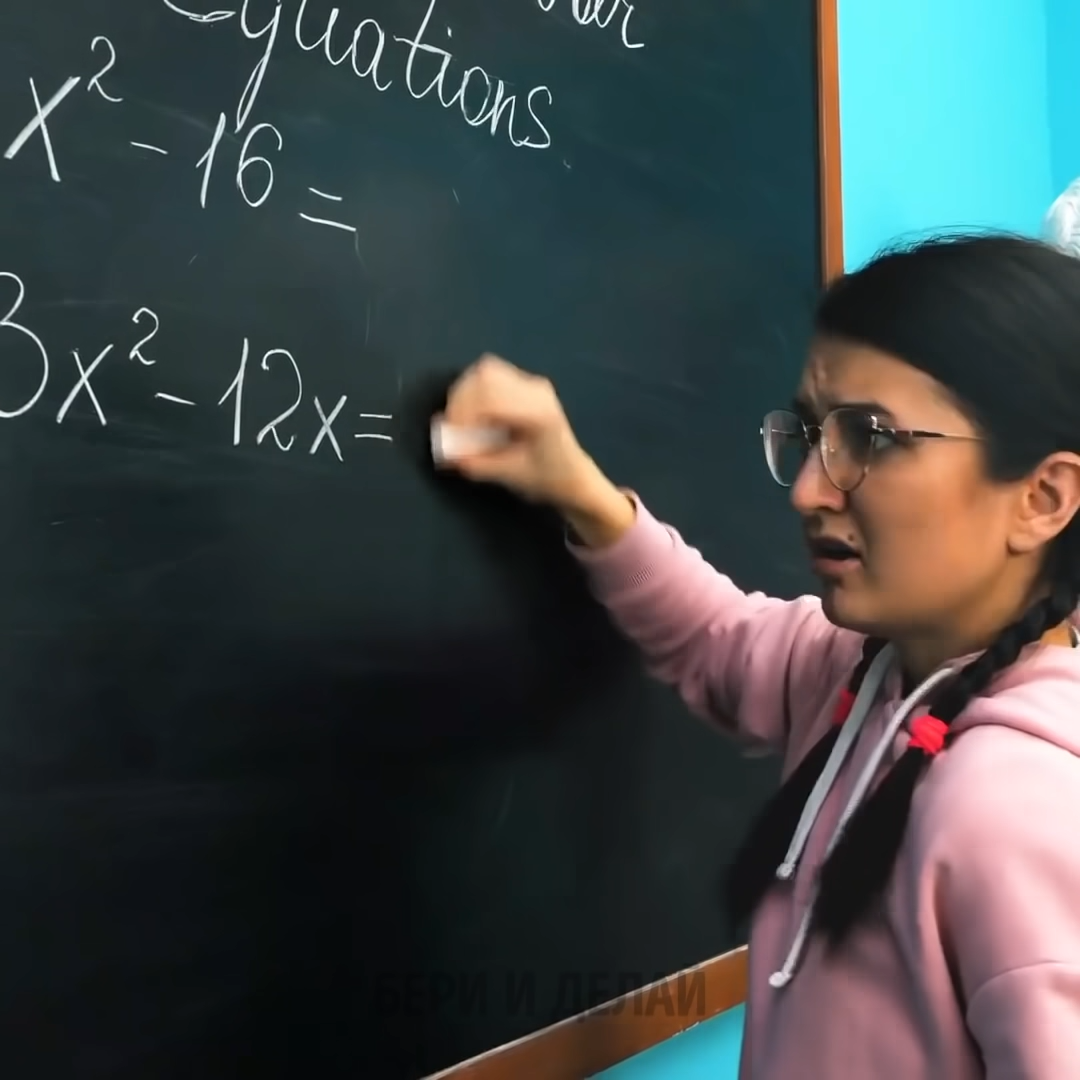 Equations
x² - 16 =
3x² - 12x =
БЕРИ И ДЕЛАЙ